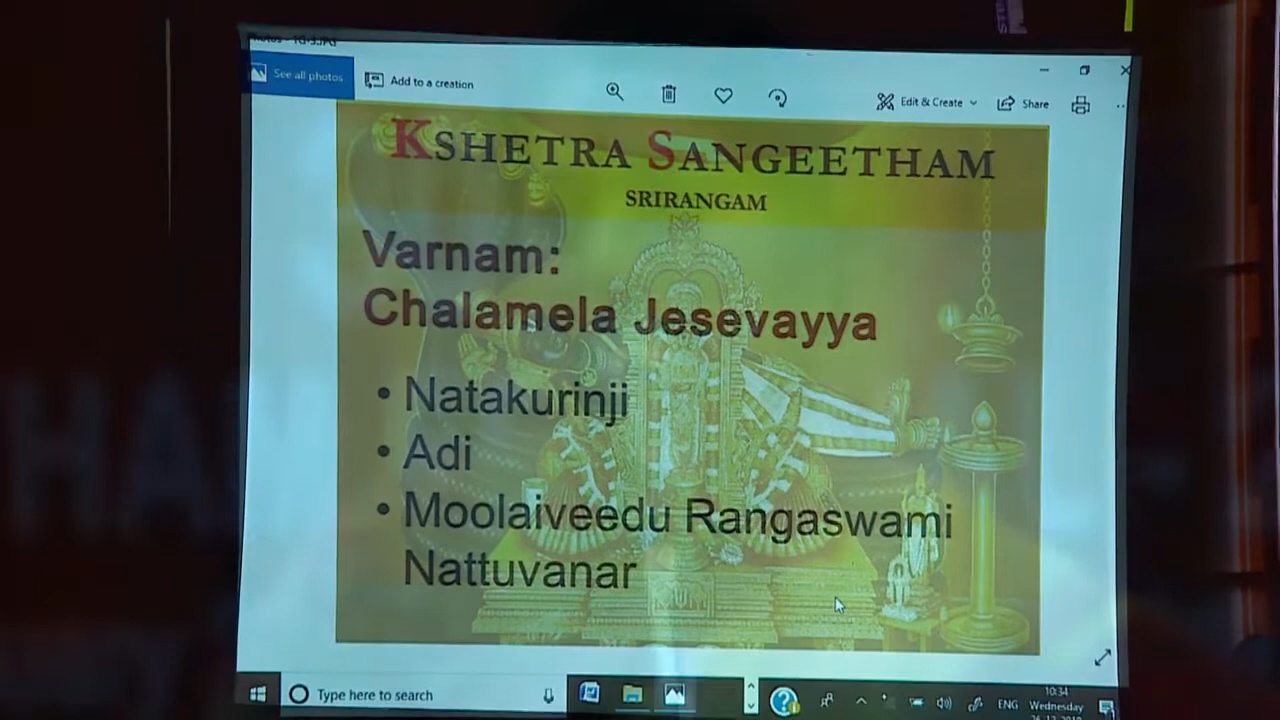 See all photos
Add to a creation
Edit & Create
Share
KSHETRA SANGEETHAM
SRIRANGAM
Varnam:
Chalamela Jesevayya
• Natakurinji
• Adi
• Moolaiveedu Rangaswami
Nattuvanar
Type here to search
ENG
10:34
Wednesday